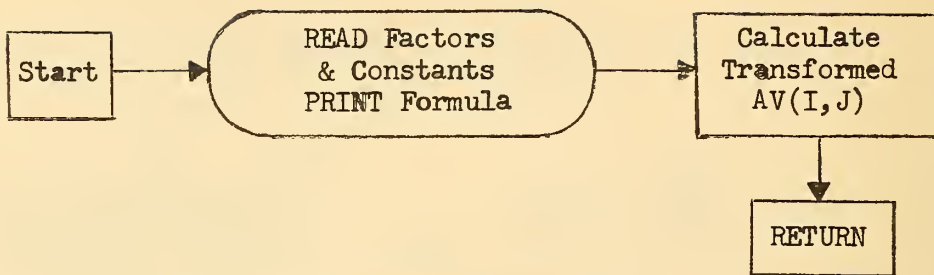 Start
READ Factors
& Constants
PRINT Formula
Calculate
Transformed
AV(I,J)
RETURN